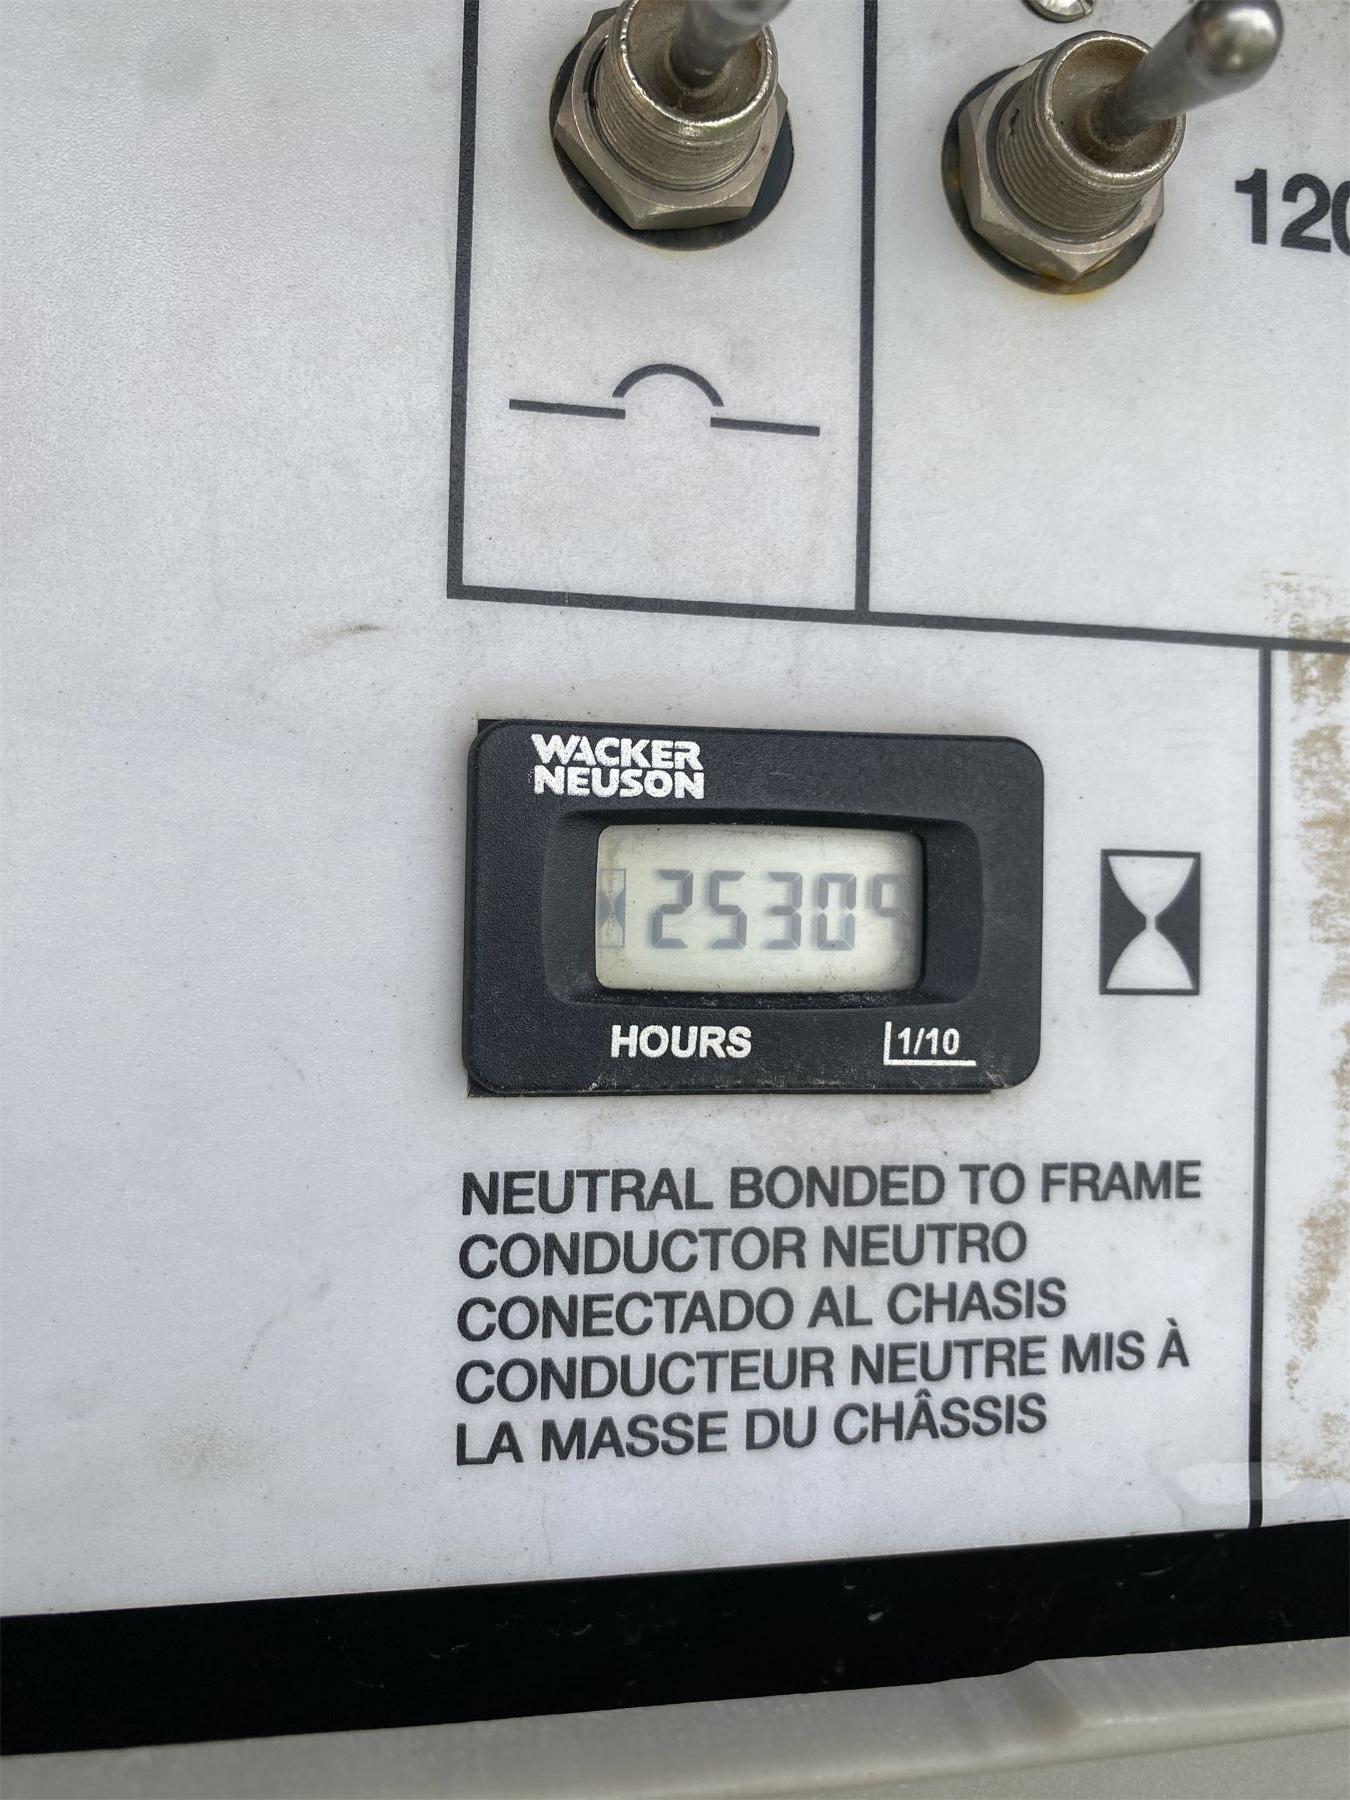 120
WACKER
NEUSON
25309
HOURS
1/10
NEUTRAL BONDED TO FRAME
CONDUCTOR NEUTRO
CONECTADO AL CHASIS
CONDUCTEUR NEUTRE MIS À
LA MASSE DU CHÂSSIS